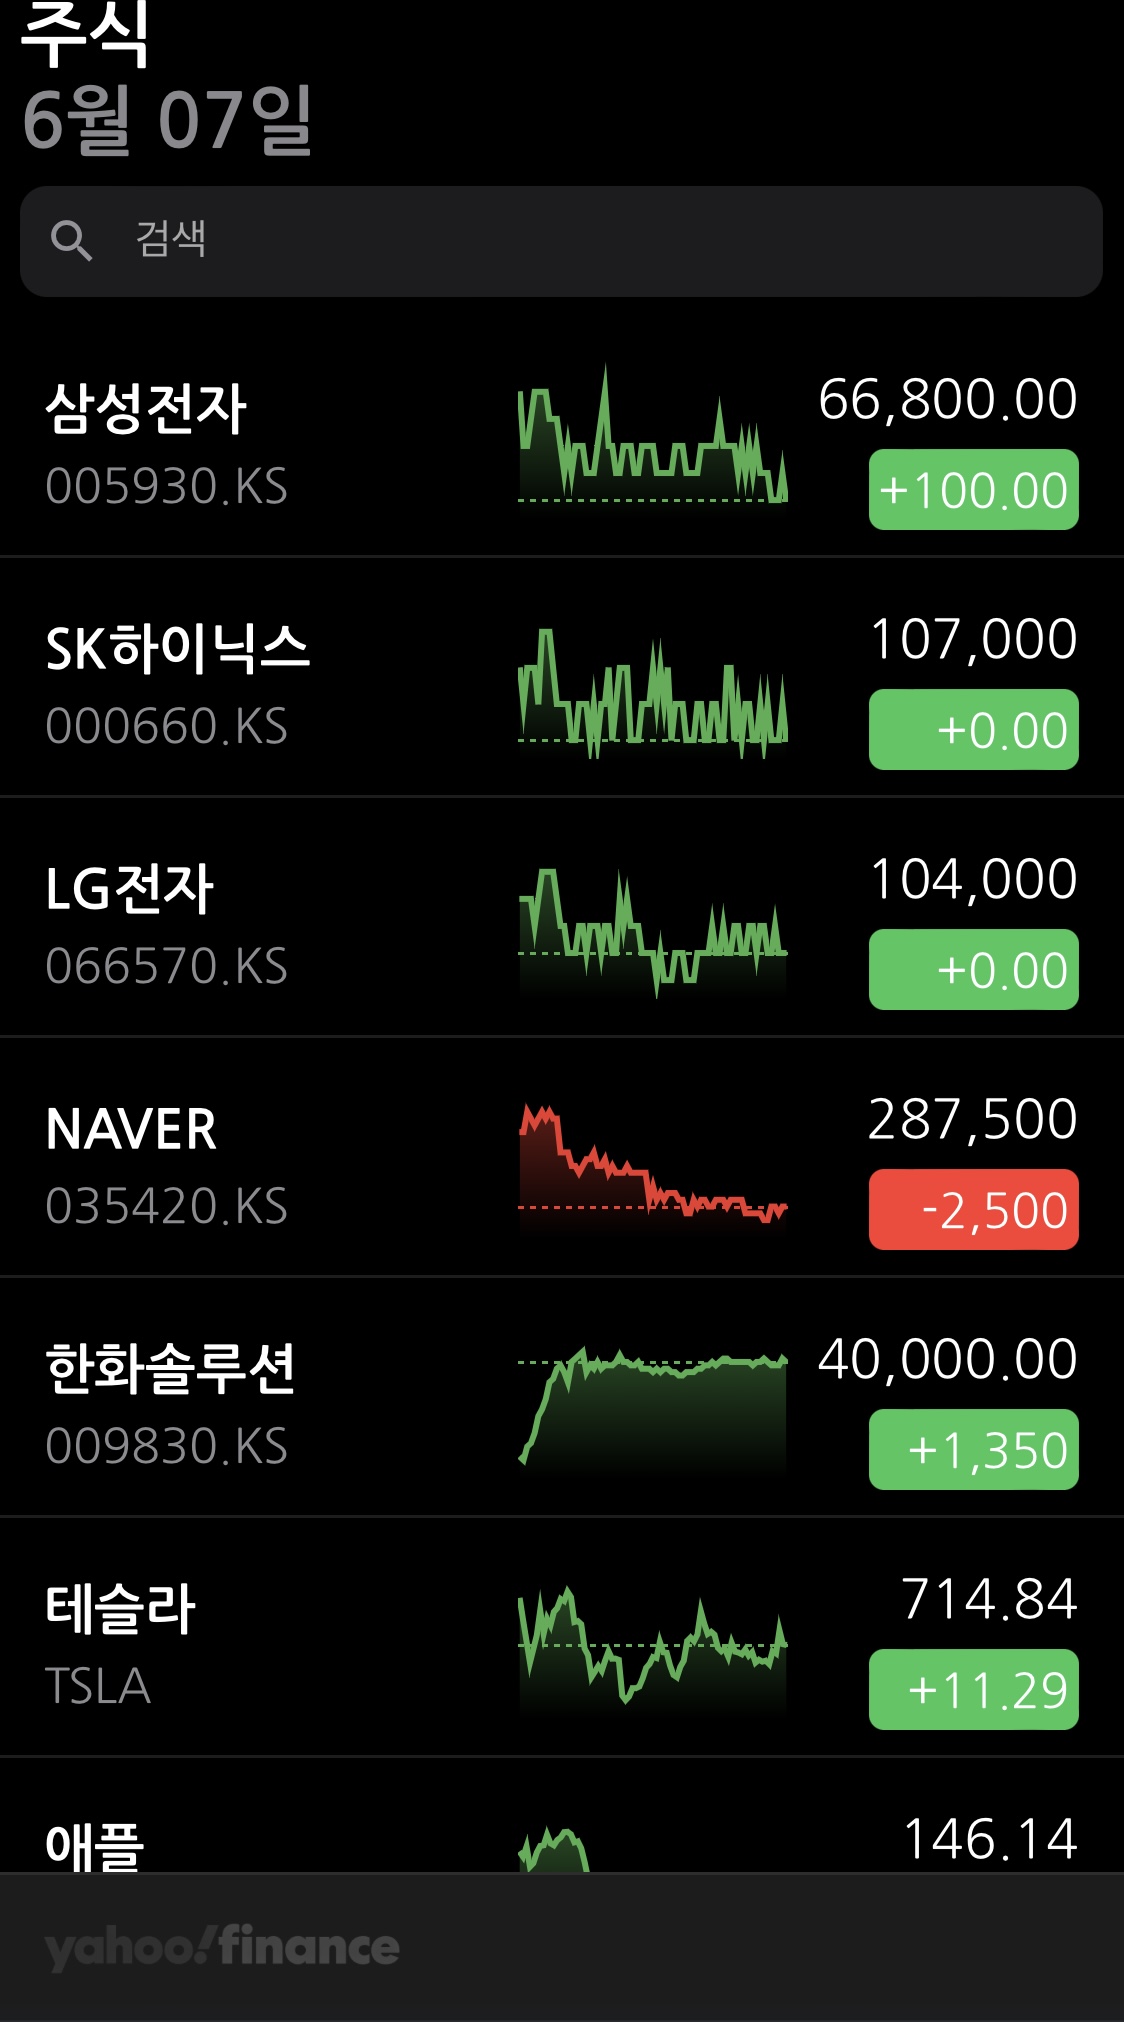 주식
6월 07일
검색
삼성전자
66,800.00
005930.KS
+100.00
SK하이닉스
107,000
000660.KS
+0.00
LG전자
104,000
066570.KS
+0.00
NAVER
287,500
035420.KS
-2,500
한화솔루션
40,000.00
009830.KS
+1,350
테슬라
714.84
TSLA
+11.29
애플
146.14
yahoo!finance